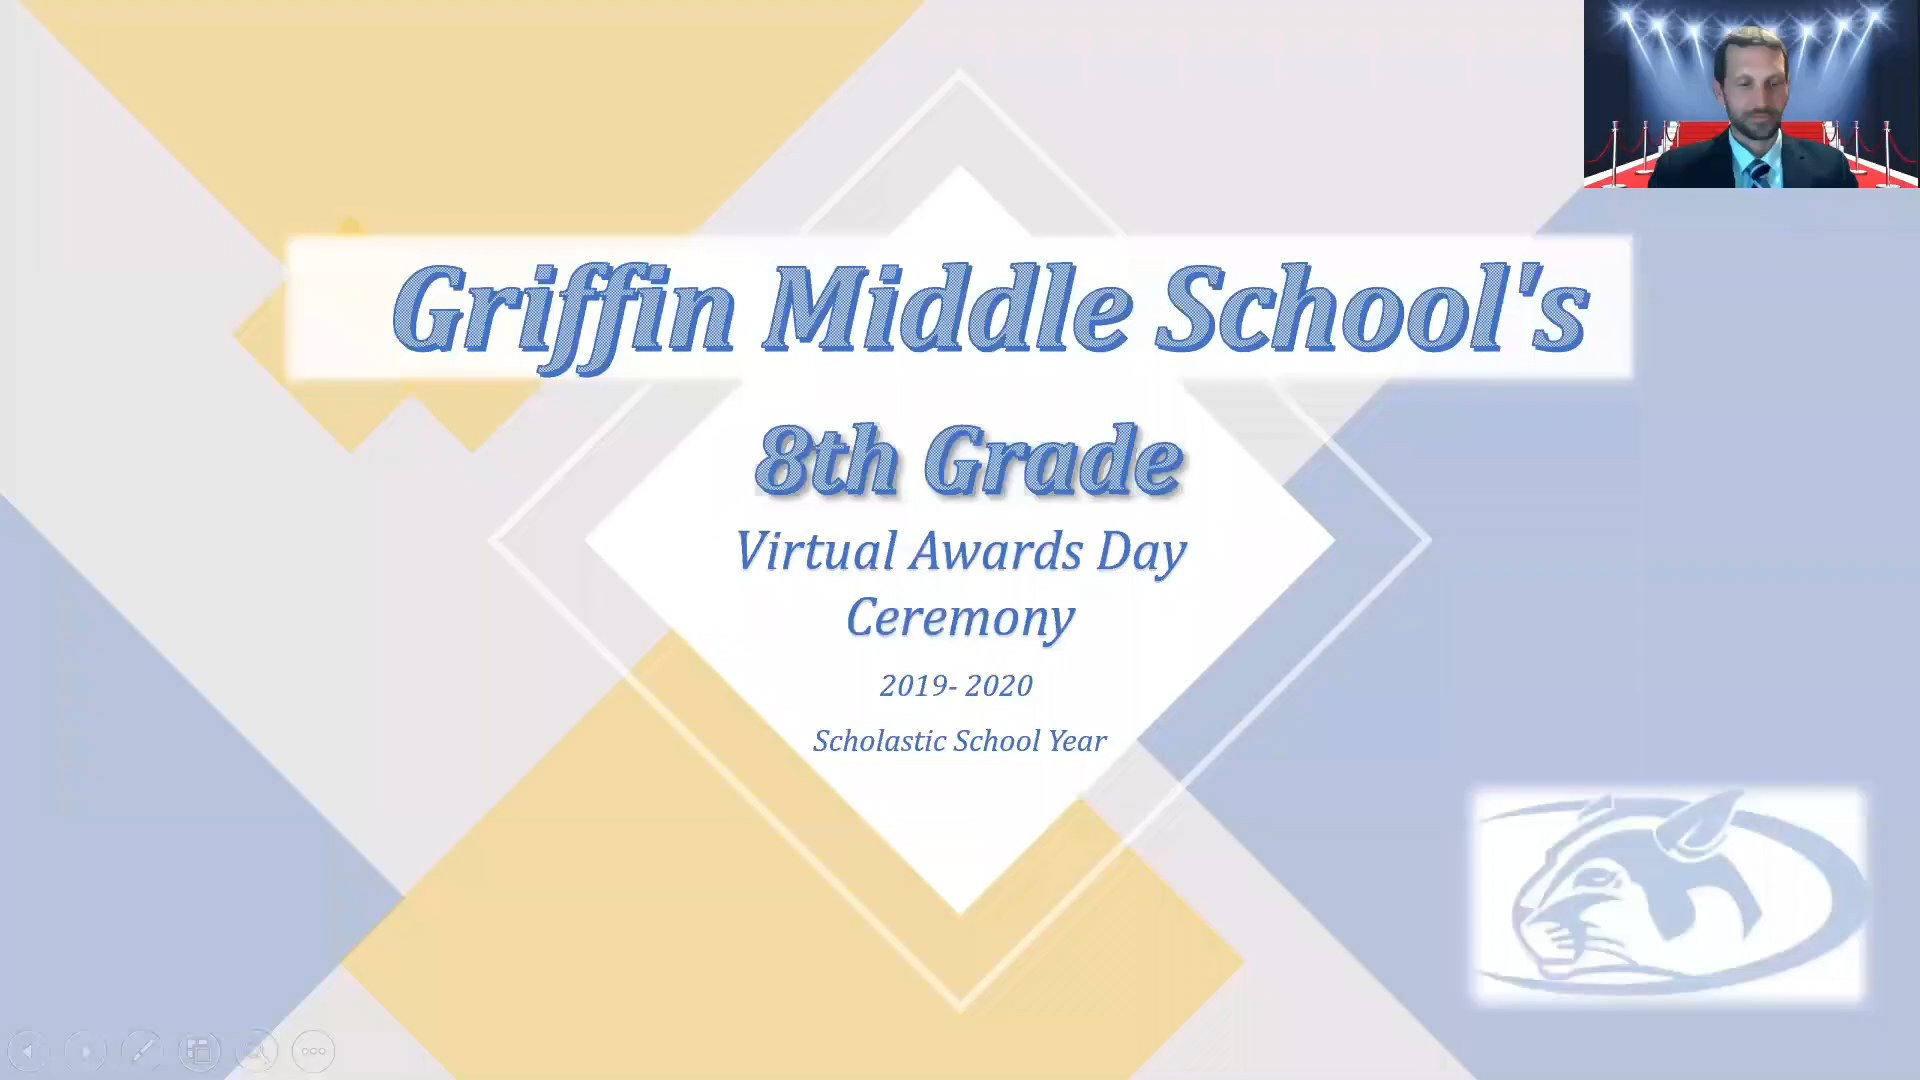 Griffin Middle School's
8th Grade
Virtual Awards Day
Ceremony
2019- 2020
Scholastic School Year